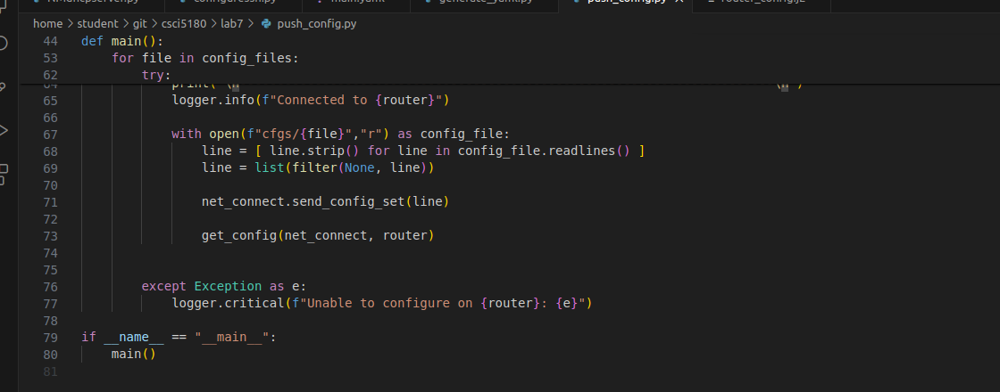 push_config.py
home > student > git > csci5180 > lab7 > push_config.py
44 def main():
53 for file in config_files:
62 try:
65 logger.info(f"Connected to {router}")
66
67 with open(f"cfgs/{file}","r") as config_file:
68 line = [ line.strip() for line in config_file.readlines() ]
69 line = list(filter(None, line))
70
71 net_connect.send_config_set(line)
72
73 get_config(net_connect, router)
74
75
76 except Exception as e:
77 logger.critical(f"Unable to configure on {router}: {e}")
78
79 if __name__ == "__main__":
80 main()
81